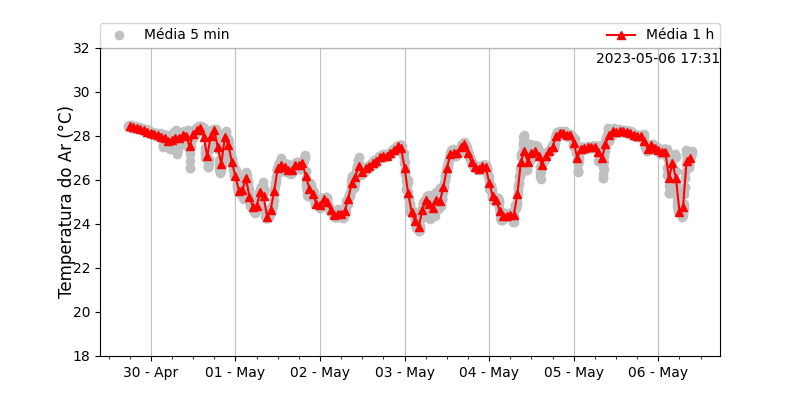 Média 5 min
Média 1 h
2023-05-06 17:31
Temperatura do Ar (°C)
32
30
28
26
24
22
20
18
30 - Apr
01 - May
02 - May
03 - May
04 - May
05 - May
06 - May